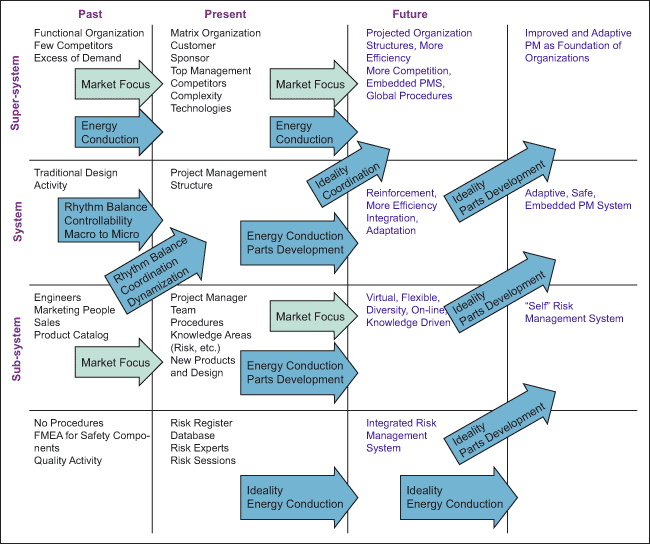 Past
Present
Future
Super-system
Functional Organization
Few Competitors
Excess of Demand
Market Focus
Energy
Conduction
Matrix Organization
Customer
Sponsor
Top Management
Competitors
Complexity
Technologies
Market Focus
Energy
Conduction
Projected Organization
Structures, More
Efficiency
More Competition,
Embedded PMS,
Global Procedures
Improved and Adaptive
PM as Foundation of
Organizations
Ideality
Coordination
Ideality
Parts Development
System
Traditional Design
Activity
Rhythm Balance
Controllability
Macro to Micro
Rhythm Balance
Coordination
Dynamization
Project Management
Structure
Energy Conduction
Parts Development
Reinforcement,
More Efficiency
Integration,
Adaptation
Adaptive, Safe,
Embedded PM System
Ideality
Parts Development
Sub-system
Engineers
Marketing People
Sales
Product Catalog
Market Focus
Project Manager
Team
Procedures
Knowledge Areas
(Risk, etc.)
New Products
and Design
Market Focus
Energy Conduction
Parts Development
Virtual, Flexible,
Diversity, On-line,
Knowledge Driven
“Self” Risk
Management System
Ideality
Parts Development
No Procedures
FMEA for Safety Compo-
nents
Quality Activity
Risk Register
Database
Risk Experts
Risk Sessions
Ideality
Energy Conduction
Integrated Risk
Management
System
Ideality
Energy Conduction